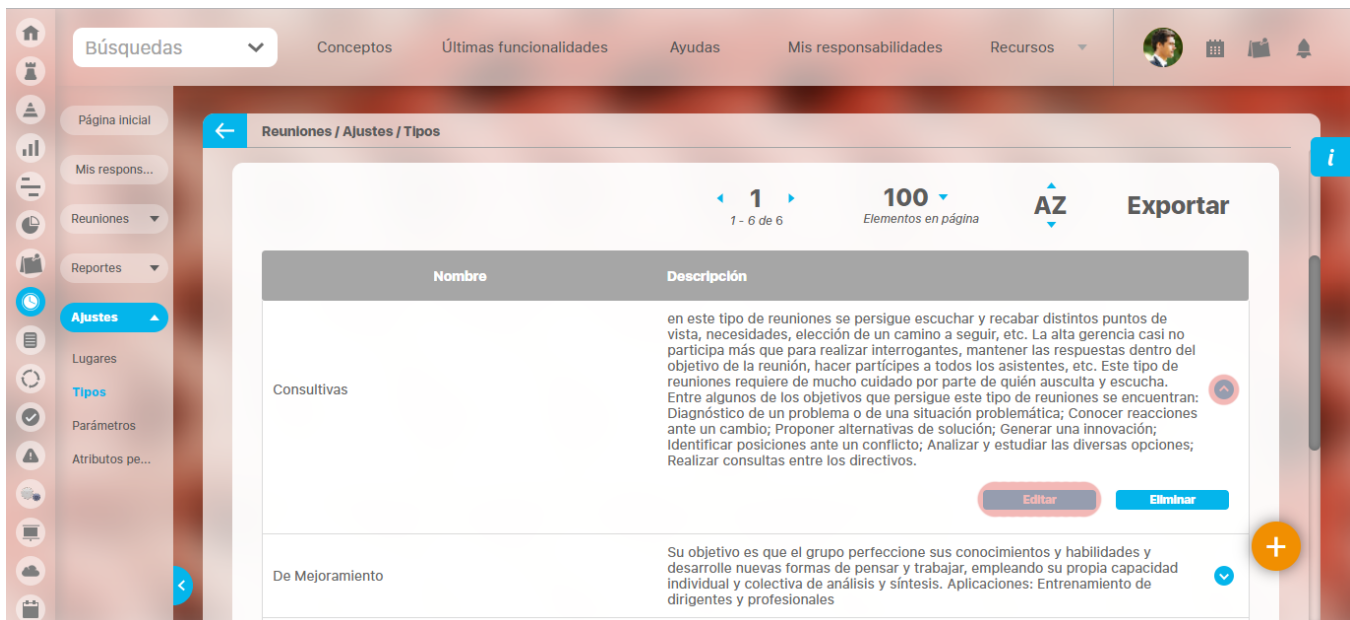 Búsquedas
Conceptos
Últimas funcionalidades
Ayudas
Mis responsabilidades
Recursos
Página inicial
Mis respons...
Reuniones
Reportes
Ajustes
Lugares
Tipos
Parámetros
Atributos pe...
Reuniones / Ajustes / Tipos
i
1
1 - 6 de 6
100
Elementos en página
AZ
Exportar
Nombre
Descripción
Consultivas
en este tipo de reuniones se persigue escuchar y recabar distintos puntos de
vista, necesidades, elección de un camino a seguir, etc. La alta gerencia casi no
participa más que para realizar interrogantes, mantener las respuestas dentro del
objetivo de la reunión, hacer partícipes a todos los asistentes, etc. Este tipo de
reuniones requiere de mucho cuidado por parte de quién ausculta y escucha.
Entre algunos de los objetivos que persigue este tipo de reuniones se encuentran:
Diagnóstico de un problema o de una situación problemática; Conocer reacciones
ante un cambio; Proponer alternativas de solución; Generar una innovación;
Identificar posiciones ante un conflicto; Analizar y estudiar las diversas opciones;
Realizar consultas entre los directivos.
Editar
Eliminar
De Mejoramiento
Su objetivo es que el grupo perfeccione sus conocimientos y habilidades y
desarrolle nuevas formas de pensar y trabajar, empleando su propia capacidad
individual y colectiva de análisis y síntesis. Aplicaciones: Entrenamiento de
dirigentes y profesionales